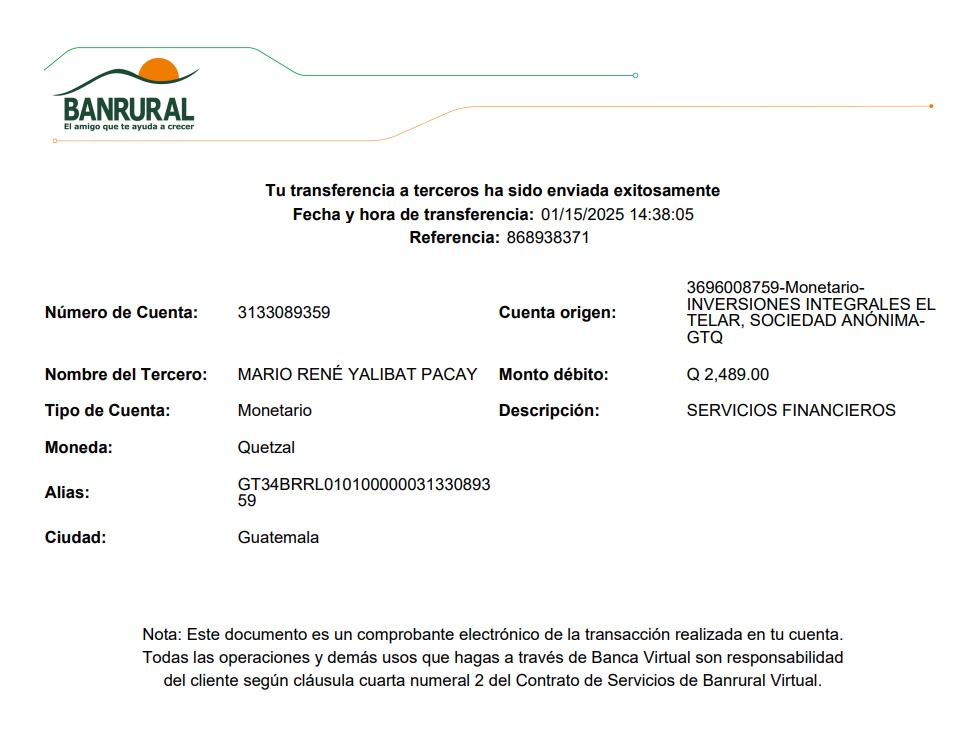 BANRURAL
El amigo que te ayuda a crecer
Tu transferencia a terceros ha sido enviada exitosamente
Fecha y hora de transferencia: 01/15/2025 14:38:05
Referencia: 868938371
Número de Cuenta: 3133089359
Cuenta origen: 3696008759-Monetario-
INVERSIONES INTEGRALES EL
TELAR, SOCIEDAD ANÓNIMA-
GTQ
Nombre del Tercero: MARIO RENÉ YALIBAT PACAY
Monto débito: Q 2,489.00
Tipo de Cuenta: Monetario
Descripción: SERVICIOS FINANCIEROS
Moneda: Quetzal
Alias: GT34BRRL010100000031330893
59
Ciudad: Guatemala
Nota: Este documento es un comprobante electrónico de la transacción realizada en tu cuenta.
Todas las operaciones y demás usos que hagas a través de Banca Virtual son responsabilidad
del cliente según cláusula cuarta numeral 2 del Contrato de Servicios de Banrural Virtual.